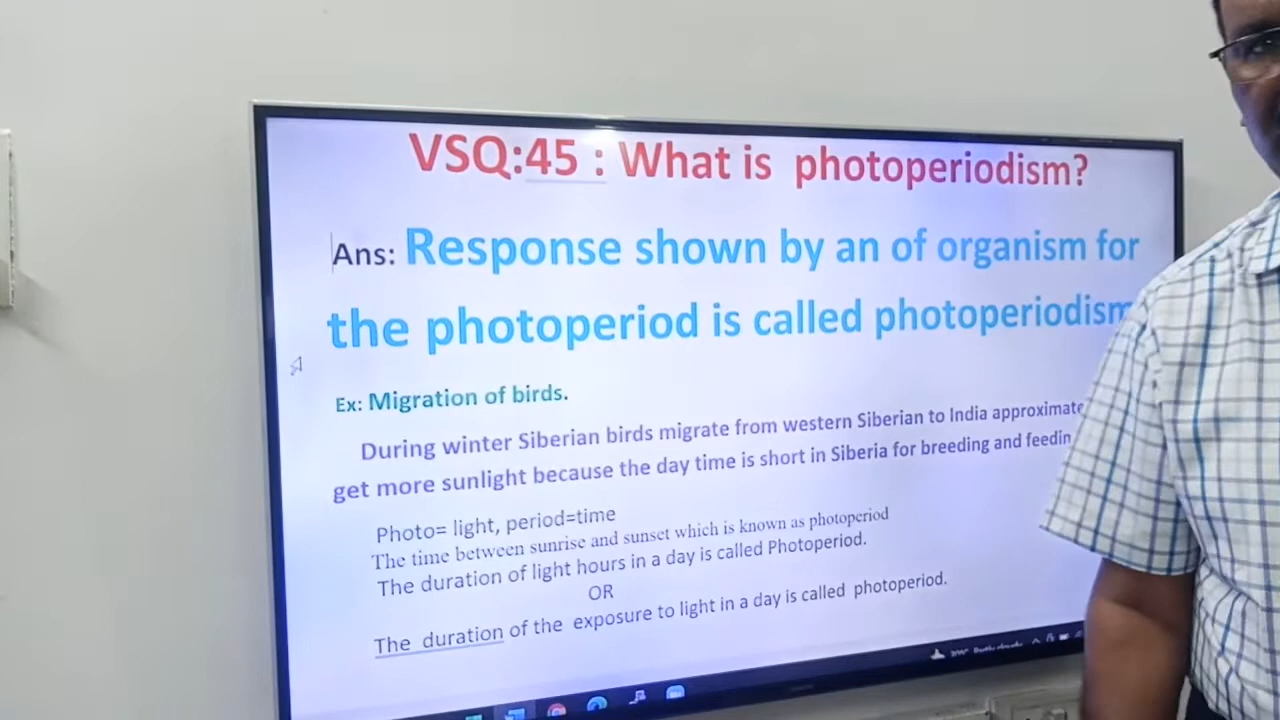 VSQ:45 : What is photoperiodism?
Ans: Response shown by an of organism for
the photoperiod is called photoperiodism
Ex: Migration of birds.
During winter Siberian birds migrate from western Siberian to India approximate
get more sunlight because the day time is short in Siberia for breeding and feedin
Photo= light, period=time
The time between sunrise and sunset which is known as photoperiod
The duration of light hours in a day is called Photoperiod.
OR
The duration of the exposure to light in a day is called photoperiod.